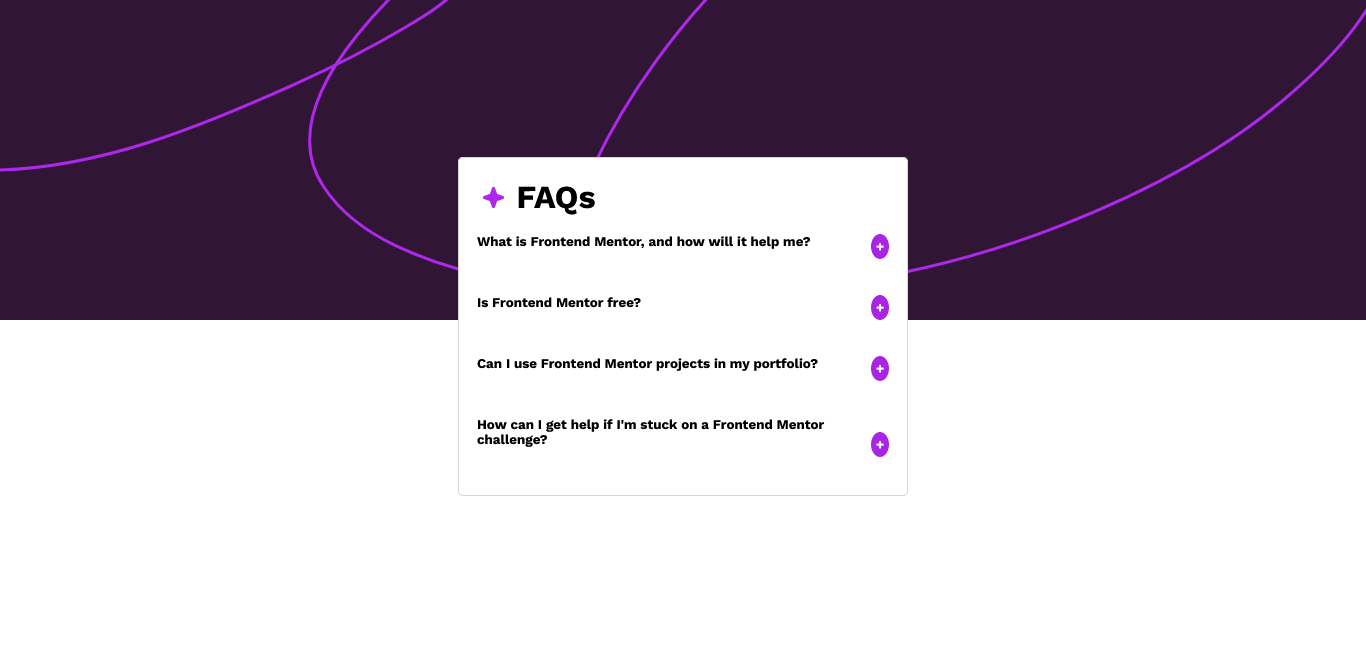 FAQs
What is Frontend Mentor, and how will it help me?
+
Is Frontend Mentor free?
+
Can I use Frontend Mentor projects in my portfolio?
+
How can I get help if I'm stuck on a Frontend Mentor
challenge?
+